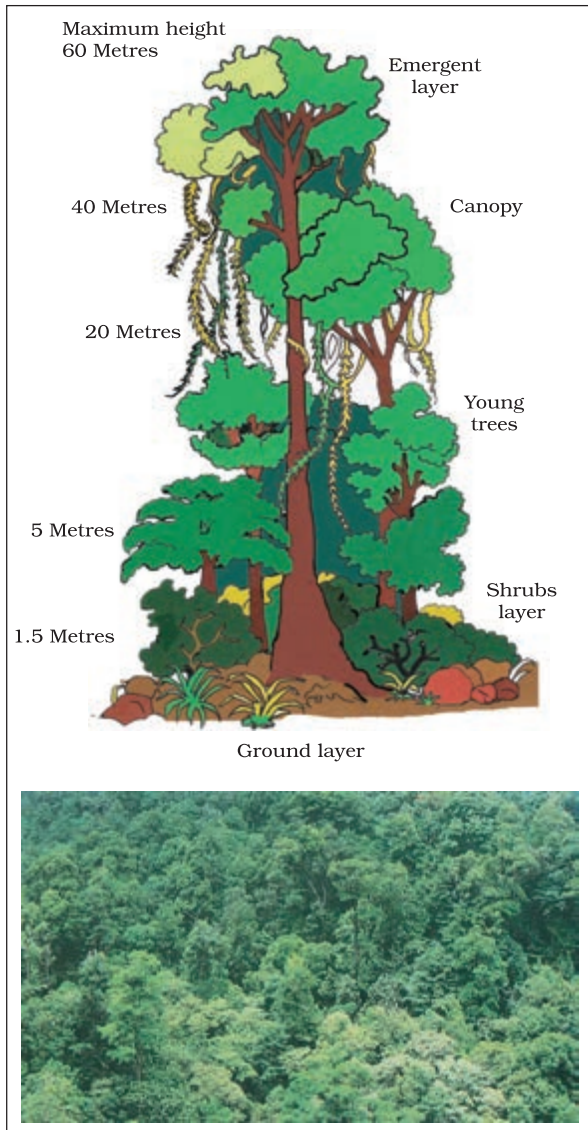 Maximum height
60 Metres
Emergent
layer
40 Metres
Canopy
20 Metres
Young
trees
5 Metres
Shrubs
layer
1.5 Metres
Ground layer